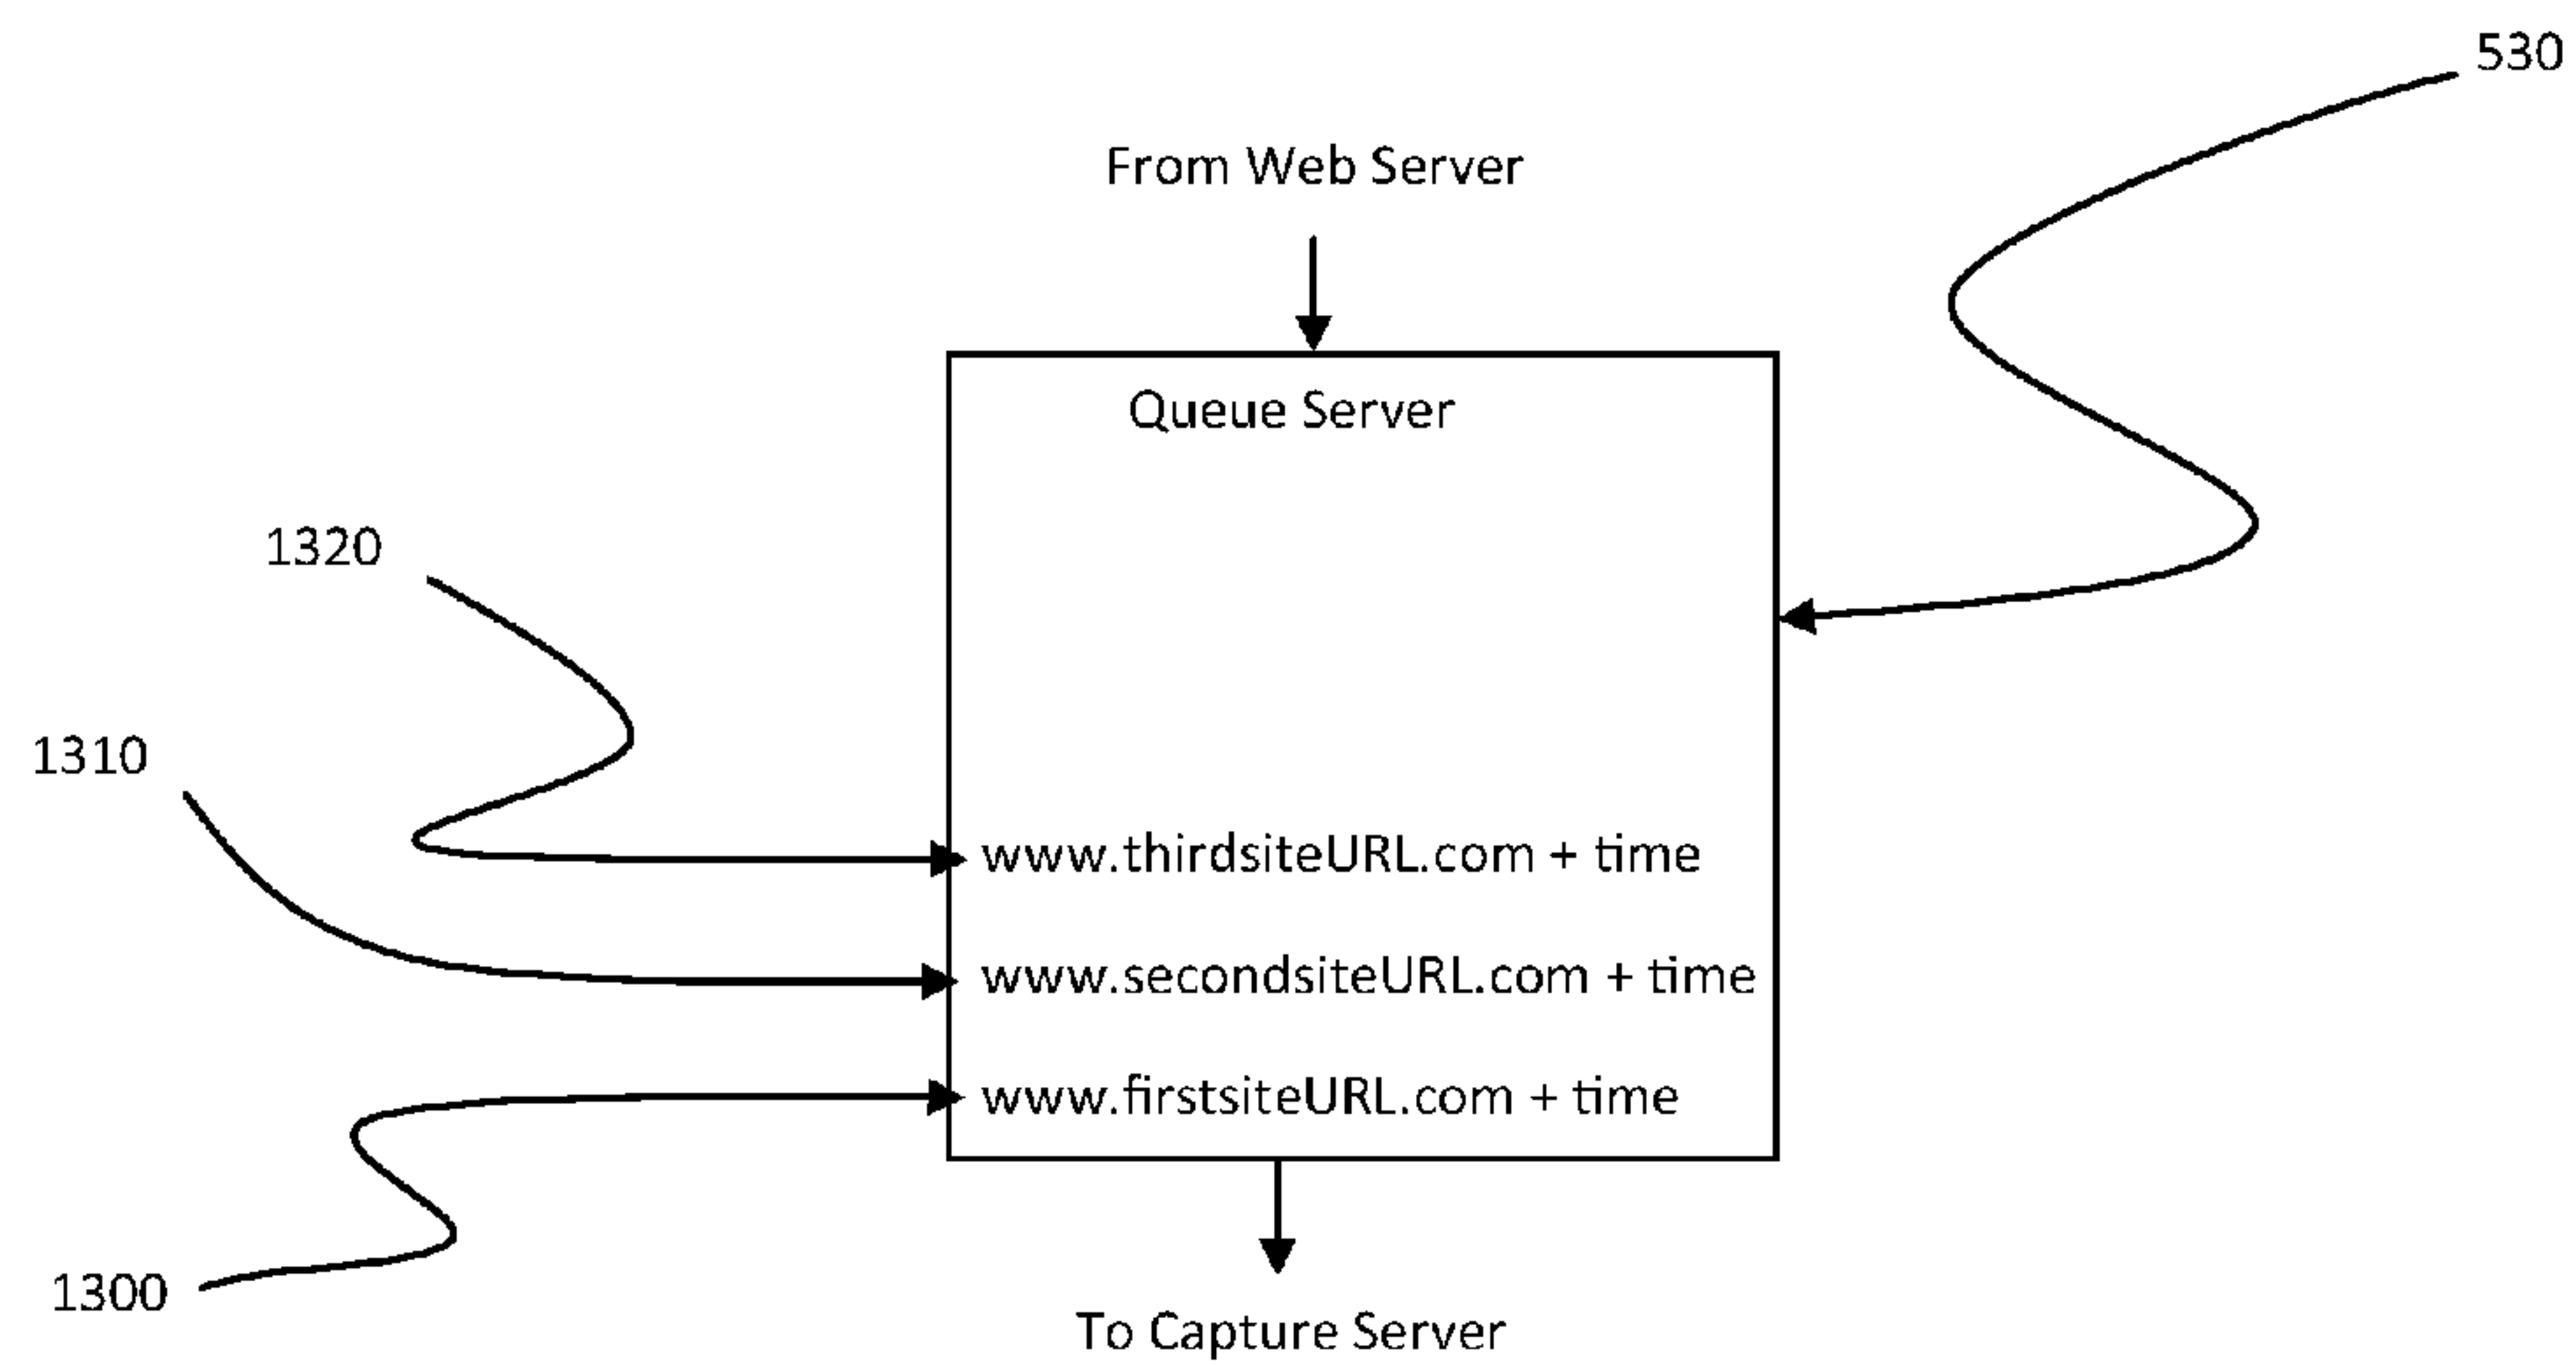 530
From Web Server
Queue Server
1320
1310
www.thirdsiteURL.com + time
www.secondsiteURL.com + time
www.firstsiteURL.com + time
1300
To Capture Server